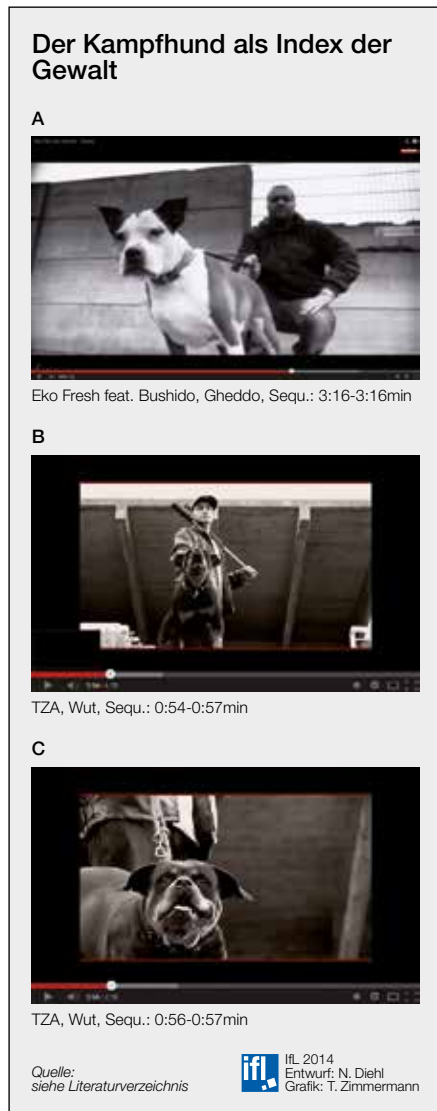 Der Kampfhund als Index der
Gewalt
A
Eko Fresh feat. Bushido, Gheddo, Sequ.: 3:16-3:16min
B
TZA, Wut, Sequ.: 0:54-0:57min
C
TZA, Wut, Sequ.: 0:56-0:57min
Quelle:
siehe Literaturverzeichnis
ifl
IfL 2014
Entwurf: N. Diehl
Grafik: T. Zimmermann